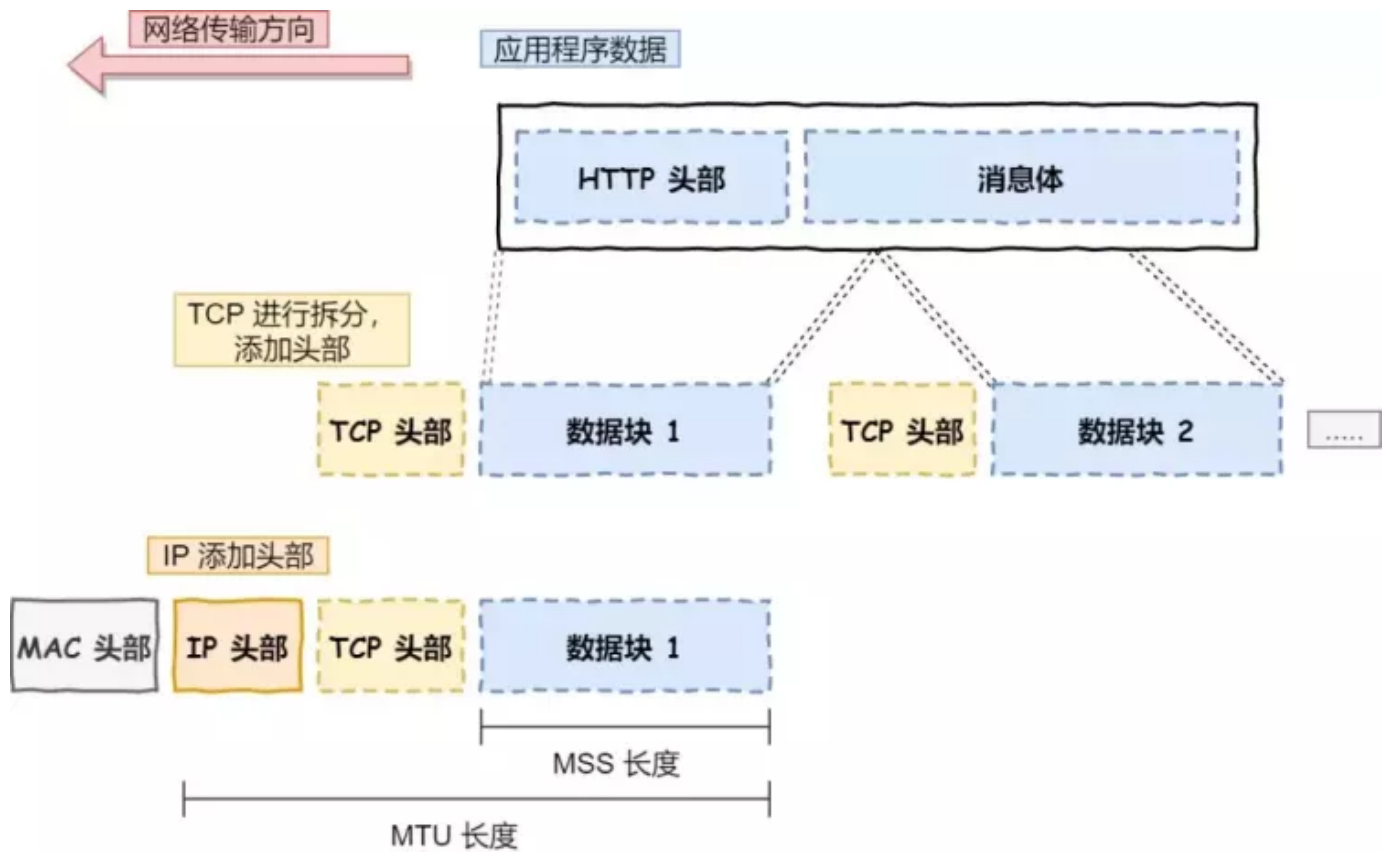 网络传输方向
应用程序数据
HTTP 头部
消息体
TCP 进行拆分，
添加头部
TCP 头部
数据块 1
TCP 头部
数据块 2
.....
IP 添加头部
MAC 头部
IP 头部
TCP 头部
数据块 1
MSS 长度
MTU 长度